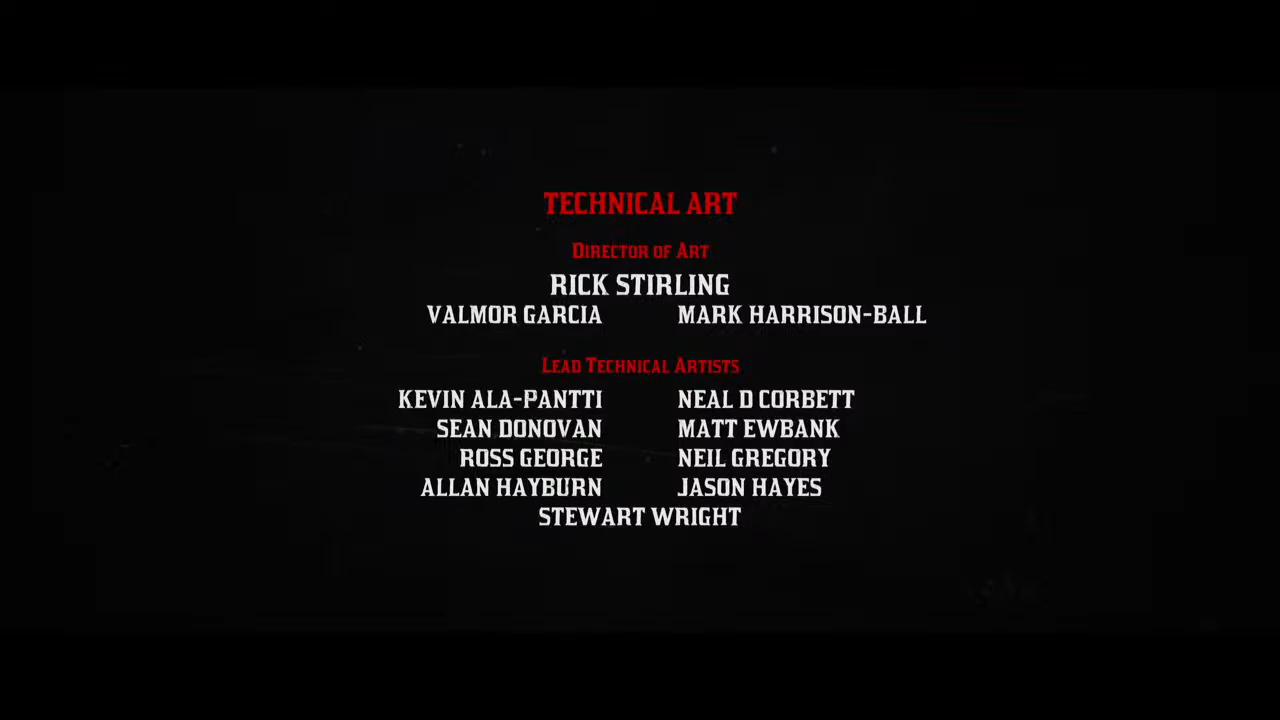 TECHNICAL ART
DIRECTOR OF ART
RICK STIRLING
VALMOR GARCIA MARK HARRISON-BALL
LEAD TECHNICAL ARTISTS
KEVIN ALA-PANTTI NEAL D CORBETT
SEAN DONOVAN MATT EWBANK
ROSS GEORGE NEIL GREGORY
ALLAN HAYBURN JASON HAYES
STEWART WRIGHT